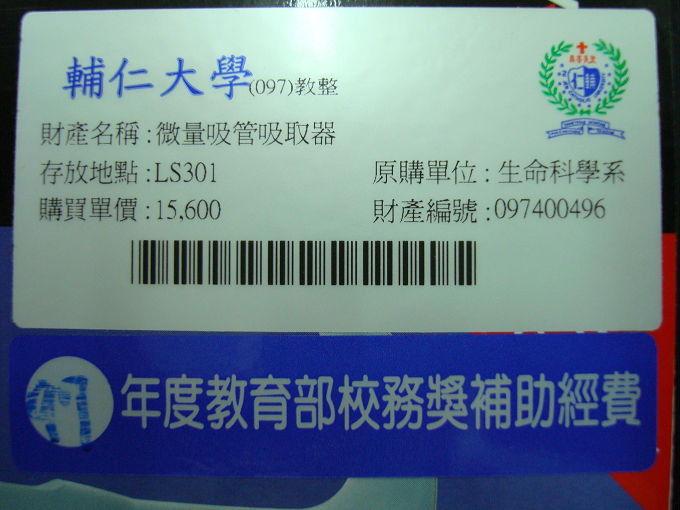 輔仁大學(097)教整
財產名稱:微量吸管吸取器
存放地點:LS301 原購單位:生命科學系
購買單價:15,600 財產編號:097400496
年度教育部校務獎補助經費